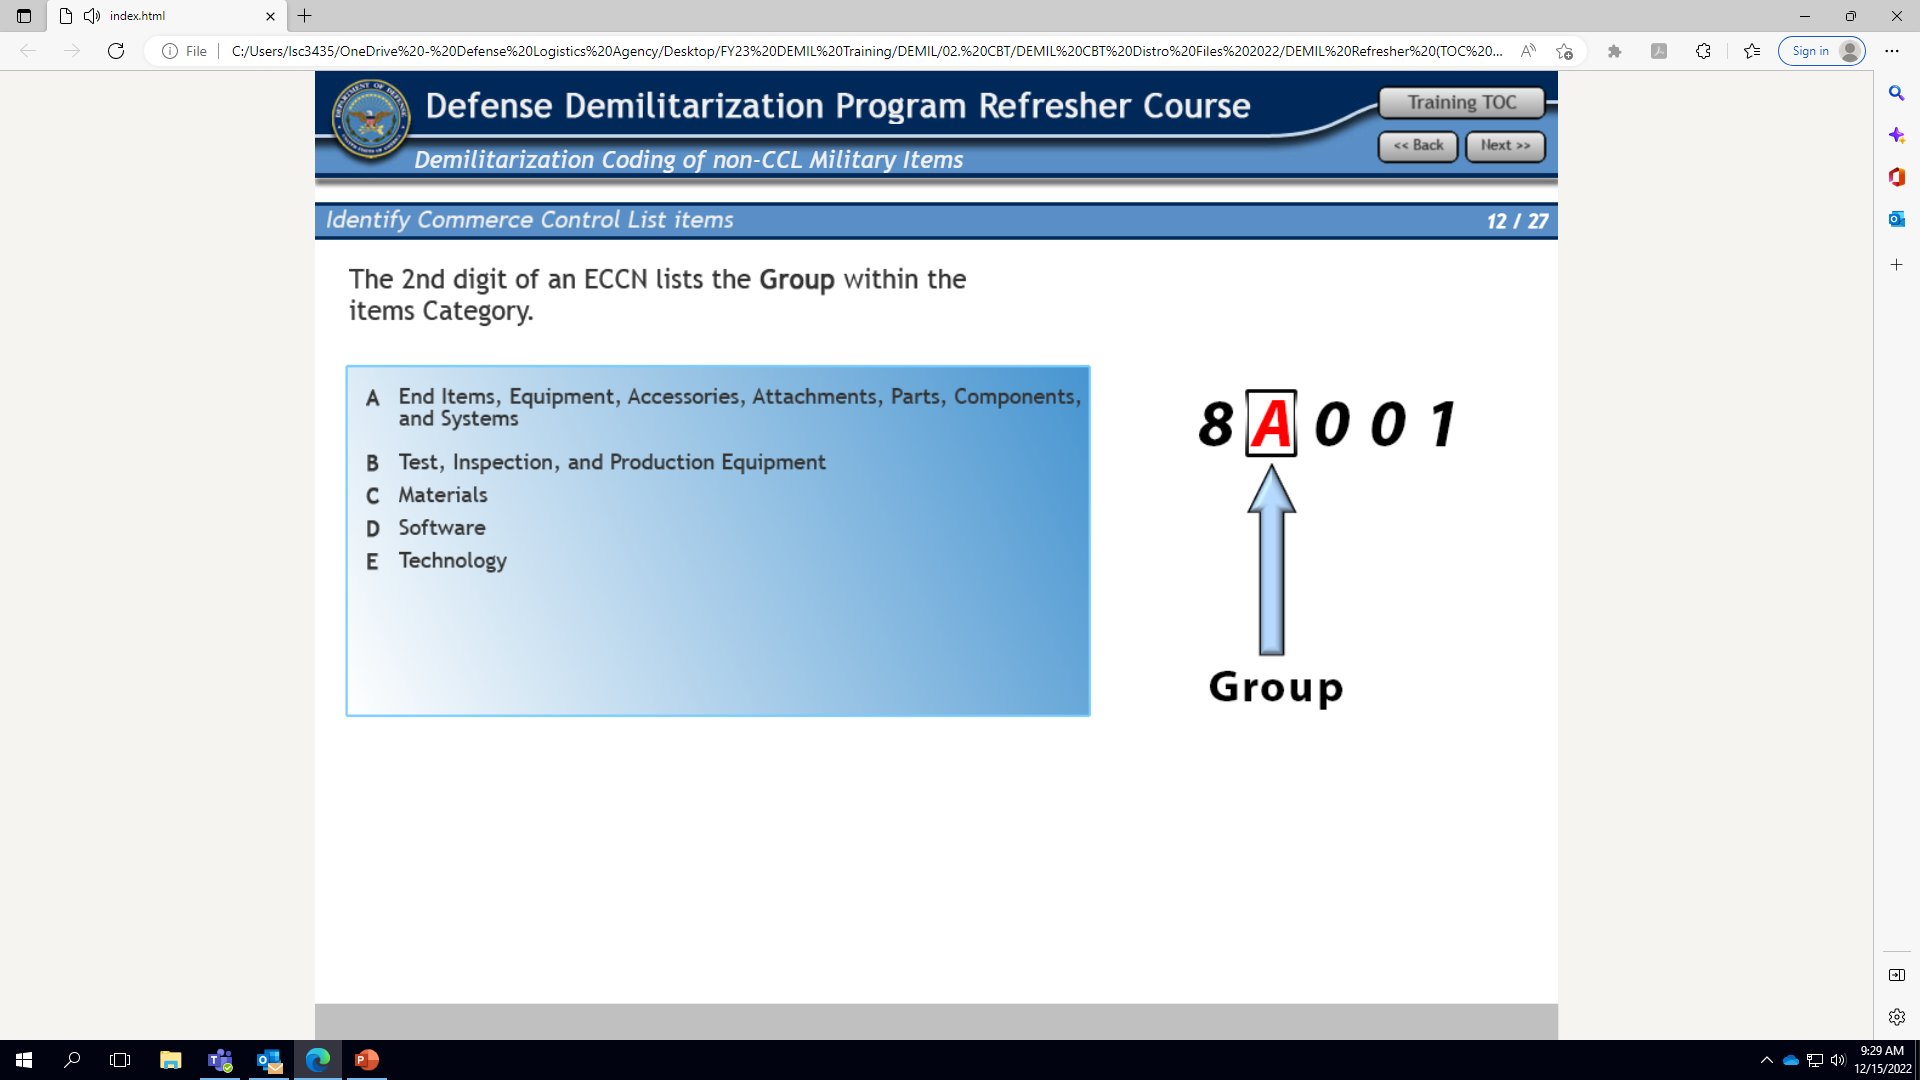 index.html
File
C:/Users/lsc3435/OneDrive%20-%20Defense%20Logistics%20Agency/Desktop/FY23%20DEMIL%20Training/DEMIL/02.%20CBT/DEMIL%20CBT%20Distro%20Files%202022/DEMIL%20Refresher%20(TOC%20...
Sign in
Defense Demilitarization Program Refresher Course
Training TOC
<< Back
Next >>
Demilitarization Coding of non-CCL Military Items
Identify Commerce Control List items
12 / 27
The 2nd digit of an ECCN lists the Group within the
items Category.
A End Items, Equipment, Accessories, Attachments, Parts, Components,
and Systems
B Test, Inspection, and Production Equipment
C Materials
D Software
E Technology
8 A 0 0 1
Group
9:29 AM
12/15/2022